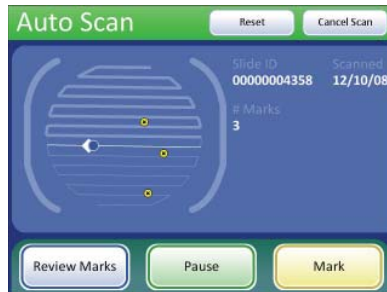 Auto Scan Reset Cancel Scan
Slide ID Scanned
00000004358 12/10/08
# Marks
3
Review Marks Pause Mark